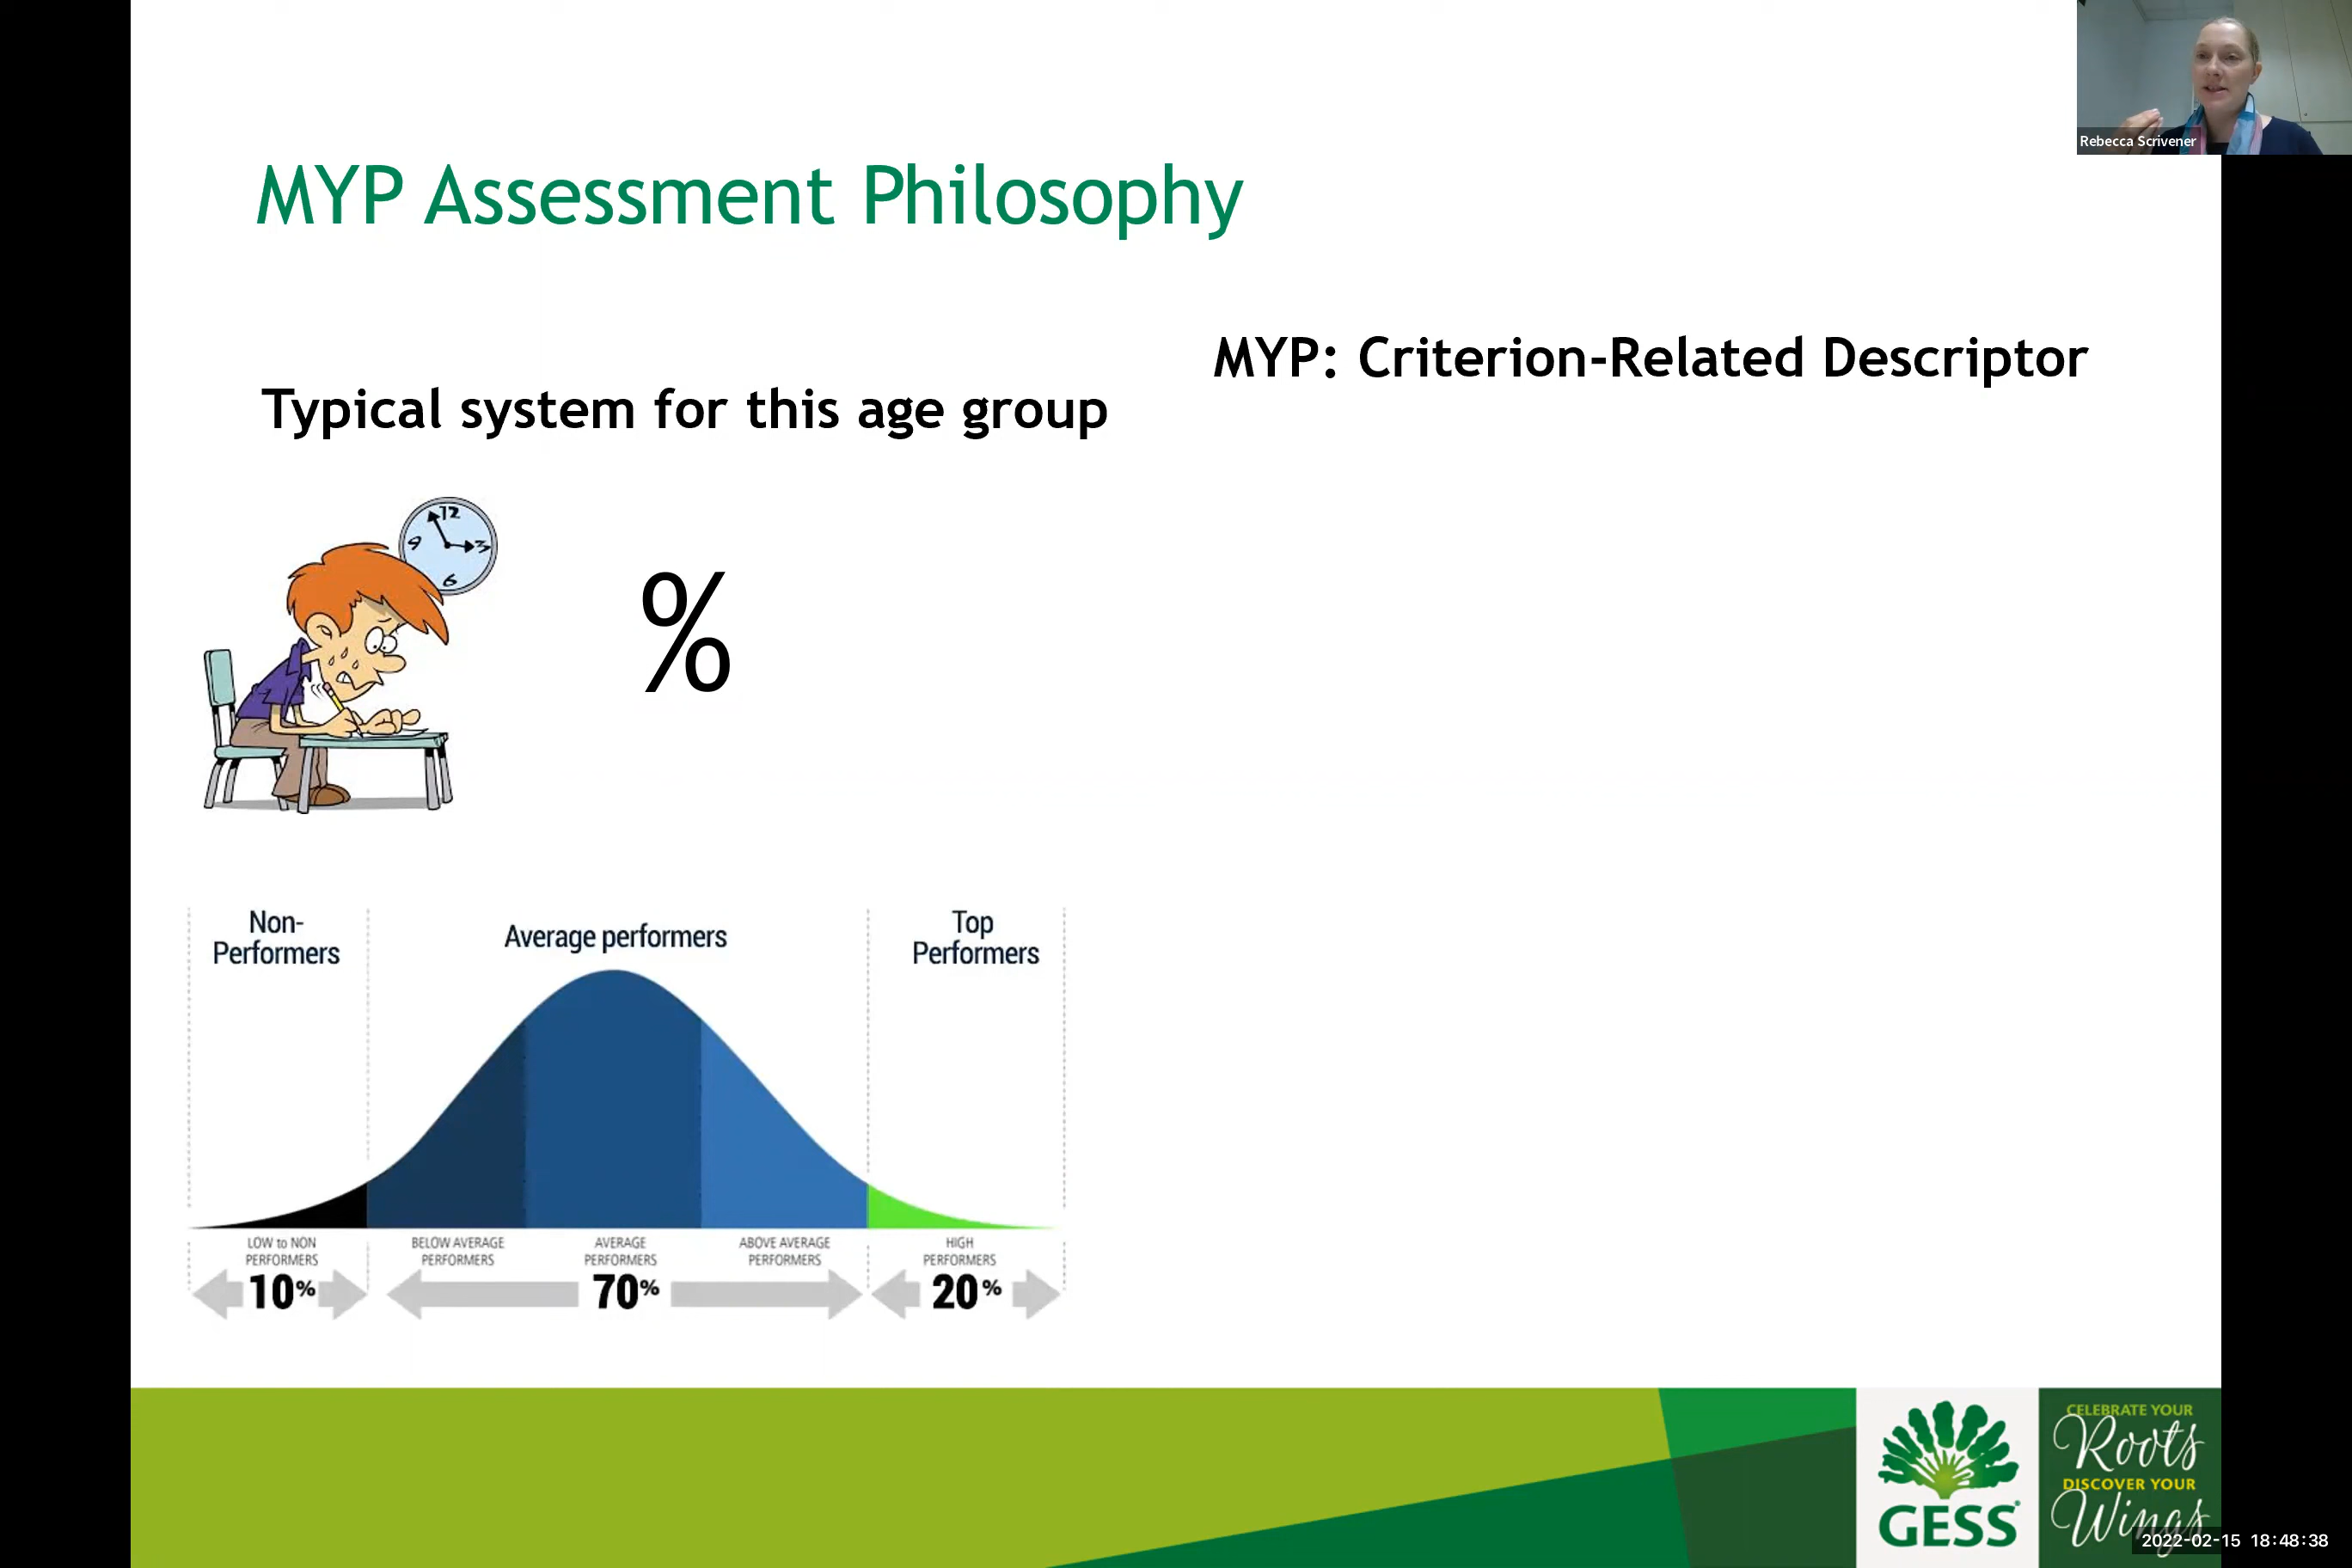 Rebecca Scrivener
MYP Assessment Philosophy
Typical system for this age group
MYP: Criterion-Related Descriptor
12
9
3
6
%
Non-
Performers
Average performers
Top
Performers
LOW to NON
PERFORMERS
10%
BELOW AVERAGE
PERFORMERS
AVERAGE
PERFORMERS
70%
ABOVE AVERAGE
PERFORMERS
HIGH
PERFORMERS
20%
GESS
CELEBRATE YOUR
Roots
DISCOVER YOUR
Wings
2022-02-15 18:48:38